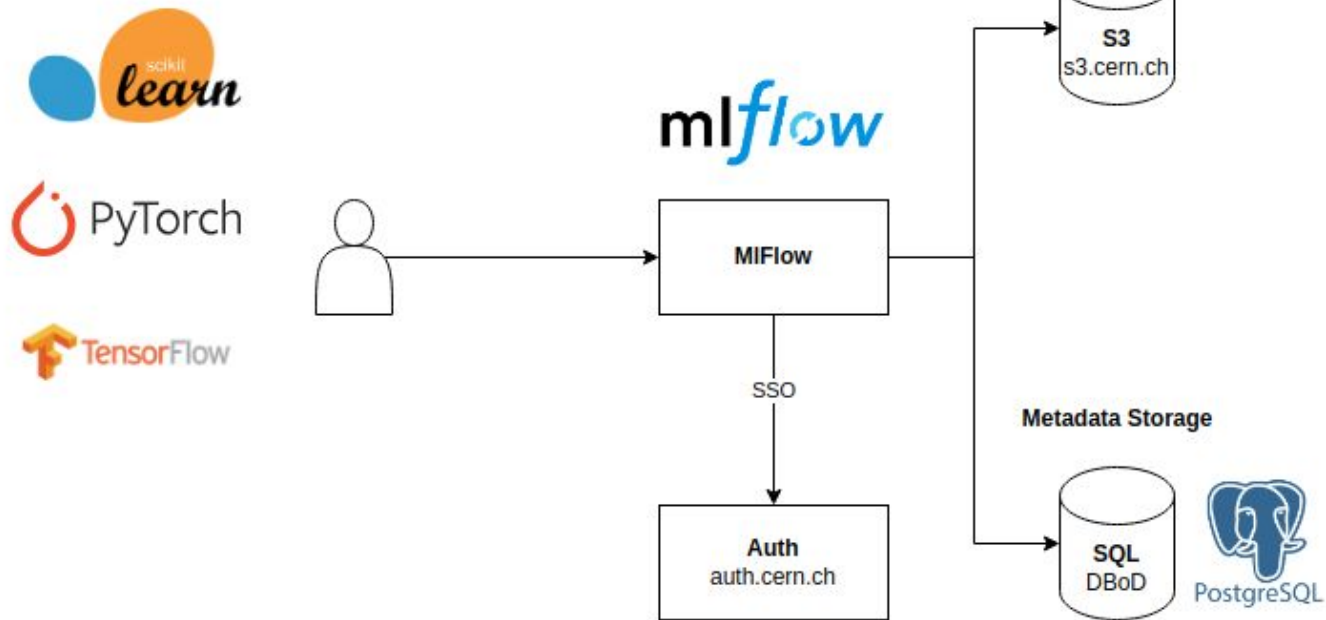 scikit
learn
PyTorch
TensorFlow
mlflow
MlFlow
SSO
Auth
auth.cern.ch
S3
s3.cern.ch
Metadata Storage
SQL
DBoD
PostgreSQL